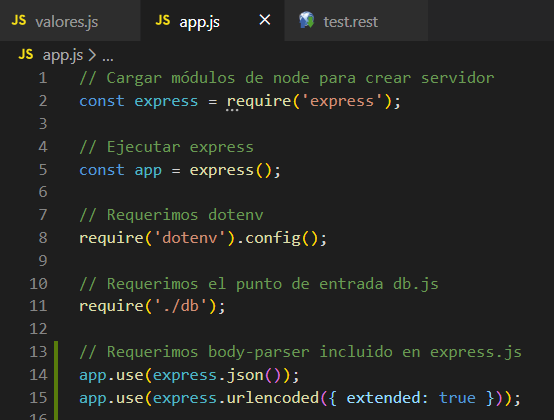 JS valores.js JS app.js × test.rest
JS app.js > ...
1 // Cargar módulos de node para crear servidor
2 const express = require('express');
3
4 // Ejecutar express
5 const app = express();
6
7 // Requerimos dotenv
8 require('dotenv').config();
9
10 // Requerimos el punto de entrada db.js
11 require('./db');
12
13 // Requerimos body-parser incluido en express.js
14 app.use(express.json());
15 app.use(express.urlencoded({ extended: true }));
16